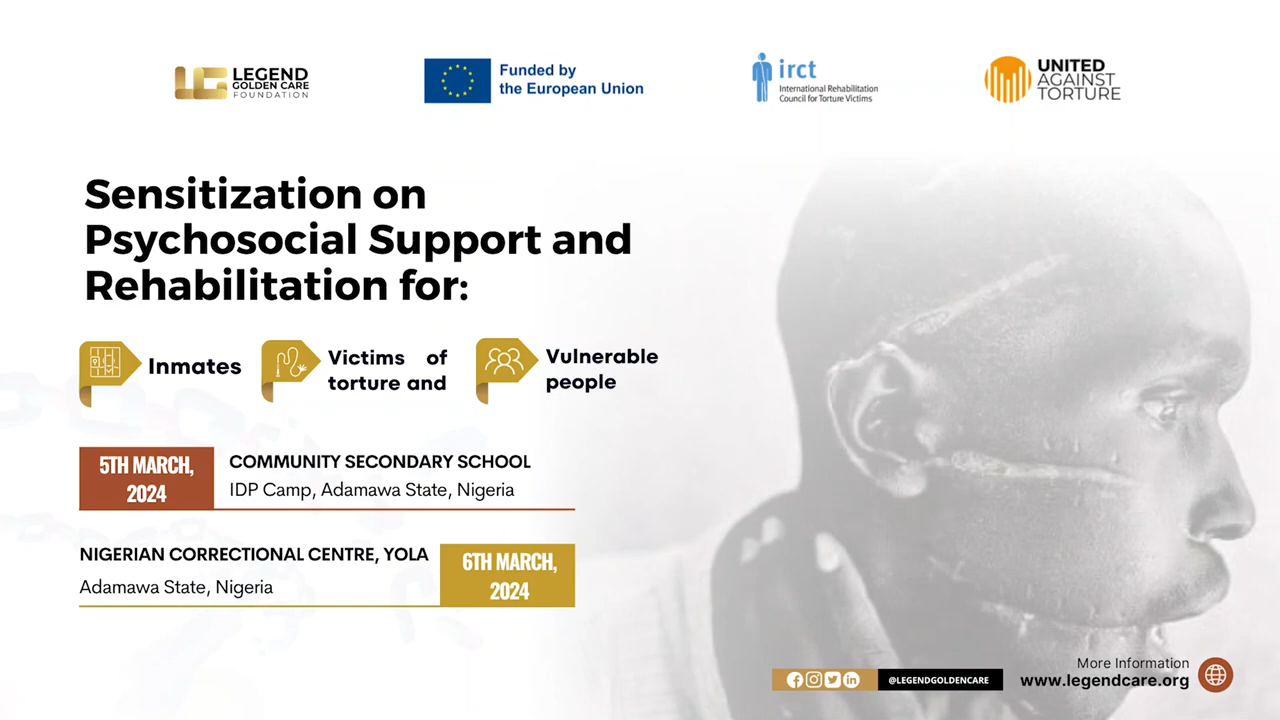 LEGEND
GOLDEN CARE
FOUNDATION
Funded by
the European Union
irct
International Rehabilitation
Council for Torture Victims
UNITED
AGAINST
TORTURE
Sensitization on
Psychosocial Support and
Rehabilitation for:
Inmates
Victims of
torture and
Vulnerable
people
5TH MARCH,
2024
COMMUNITY SECONDARY SCHOOL
IDP Camp, Adamawa State, Nigeria
NIGERIAN CORRECTIONAL CENTRE, YOLA
Adamawa State, Nigeria
6TH MARCH,
2024
@LEGENDGOLDENCARE
More Information
www.legendcare.org